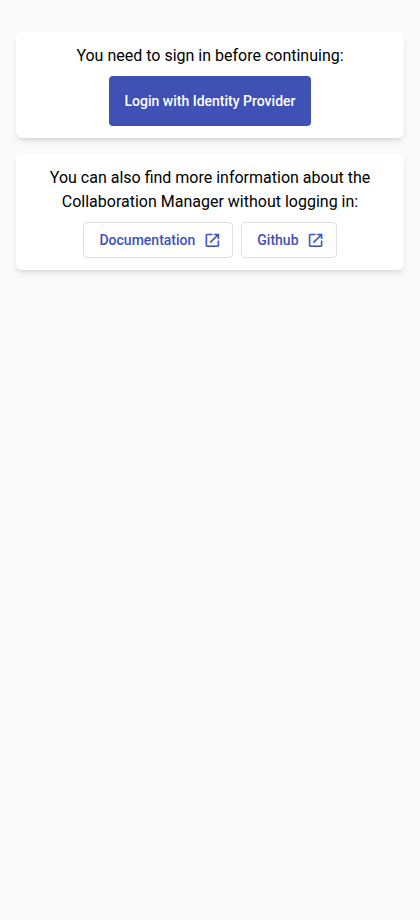 You need to sign in before continuing:
Login with Identity Provider
You can also find more information about the
Collaboration Manager without logging in:
Documentation
Github